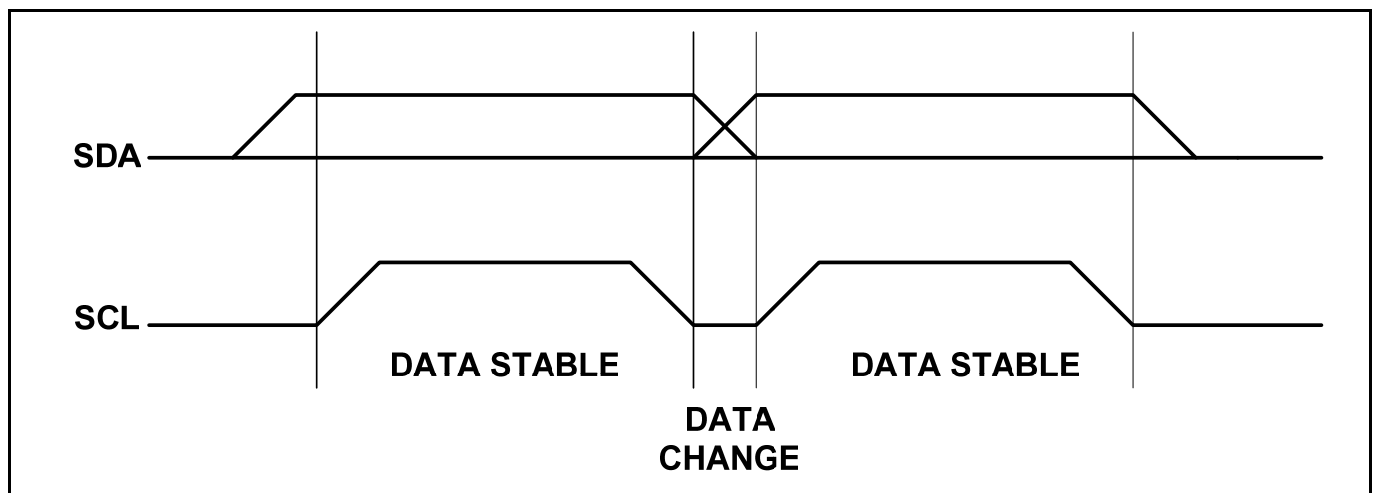 SDA
SCL
DATA STABLE
DATA STABLE
DATA
CHANGE